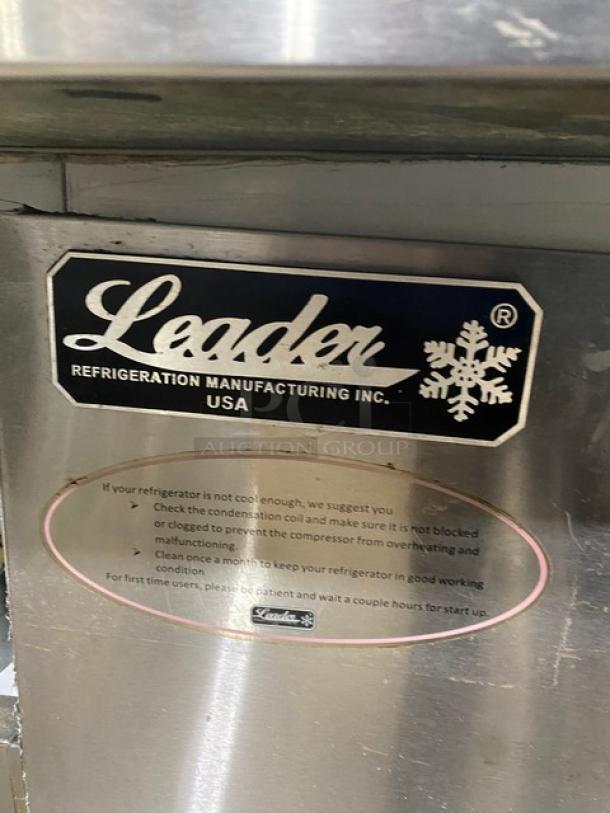 Leader
®
REFRIGERATION MANUFACTURING INC.
USA
PCI
AUCTION GROUP
If your refrigerator is not cool enough, we suggest you
➤ Check the condensation coil and make sure it is not blocked
or clogged to prevent the compressor from overheating and
malfunctioning.
➤ Clean once a month to keep your refrigerator in good working
condition
For first time users, please be patient and wait a couple hours for start up.
Leader